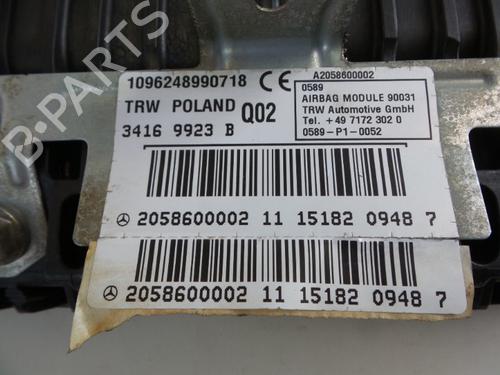 1096248990718 CE
TRW POLAND Q02
3416 9923 B
A2058600002
0589
AIRBAG MODULE 90031
TRW Automotive GmbH
Tel. +49 7172 302 0
0589-P1-0052
2058600002 11 15182 0948 7
2058600002 11 15182 0948 7